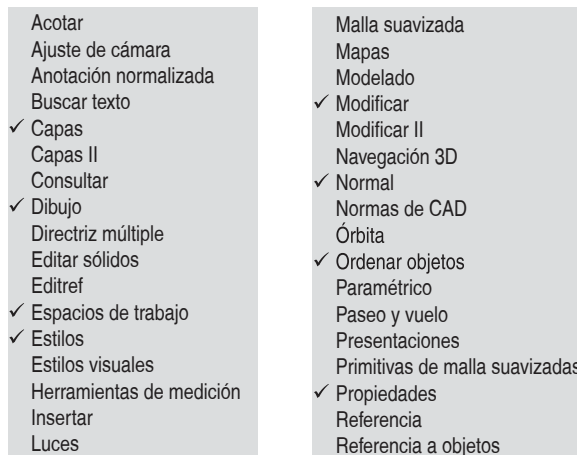 Acotar
Ajuste de cámara
Anotación normalizada
Buscar texto
✓ Capas
Capas II
Consultar
✓ Dibujo
Directriz múltiple
Editar sólidos
Editref
✓ Espacios de trabajo
✓ Estilos
Estilos visuales
Herramientas de medición
Insertar
Luces
Malla suavizada
Mapas
Modelado
✓ Modificar
Modificar II
Navegación 3D
✓ Normal
Normas de CAD
Órbita
✓ Ordenar objetos
Paramétrico
Paseo y vuelo
Presentaciones
Primitivas de malla suavizadas
✓ Propiedades
Referencia
Referencia a objetos